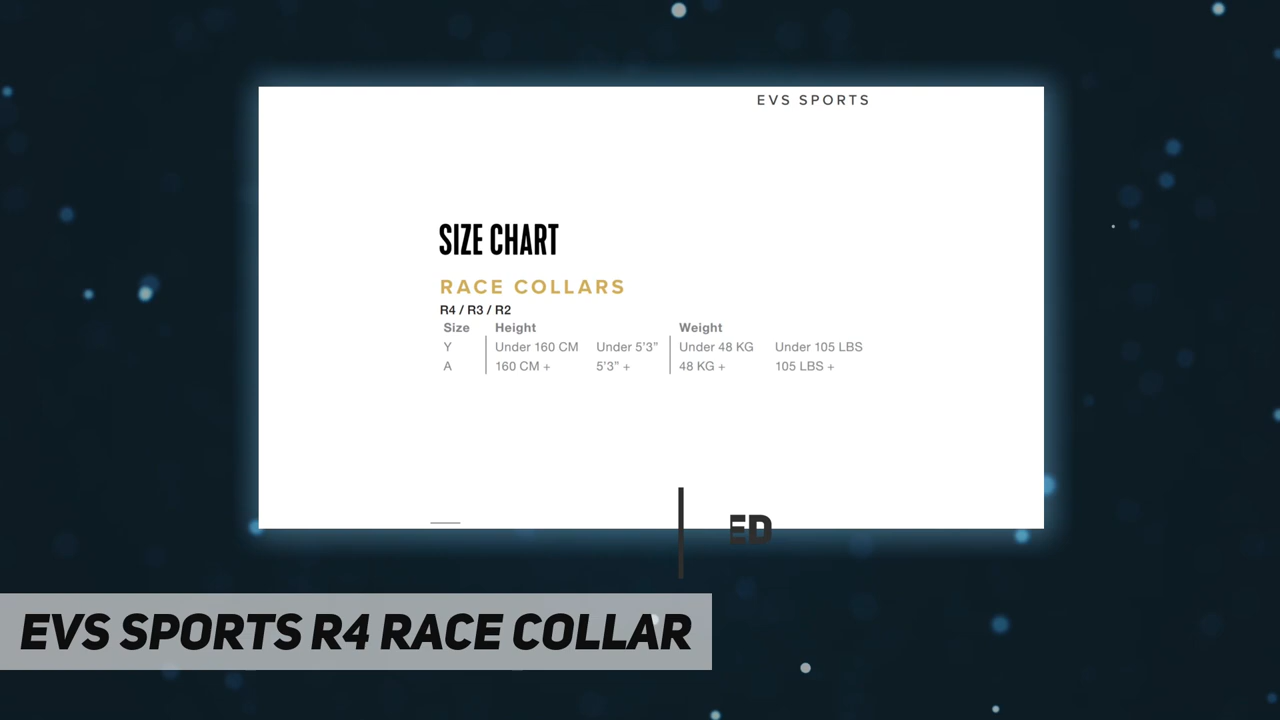 EVS SPORTS
SIZE CHART
RACE COLLARS
R4 / R3 / R2
Size Height Weight
Y Under 160 CM Under 5’3” Under 48 KG Under 105 LBS
A 160 CM + 5’3” + 48 KG + 105 LBS +
ED
EVS SPORTS R4 RACE COLLAR